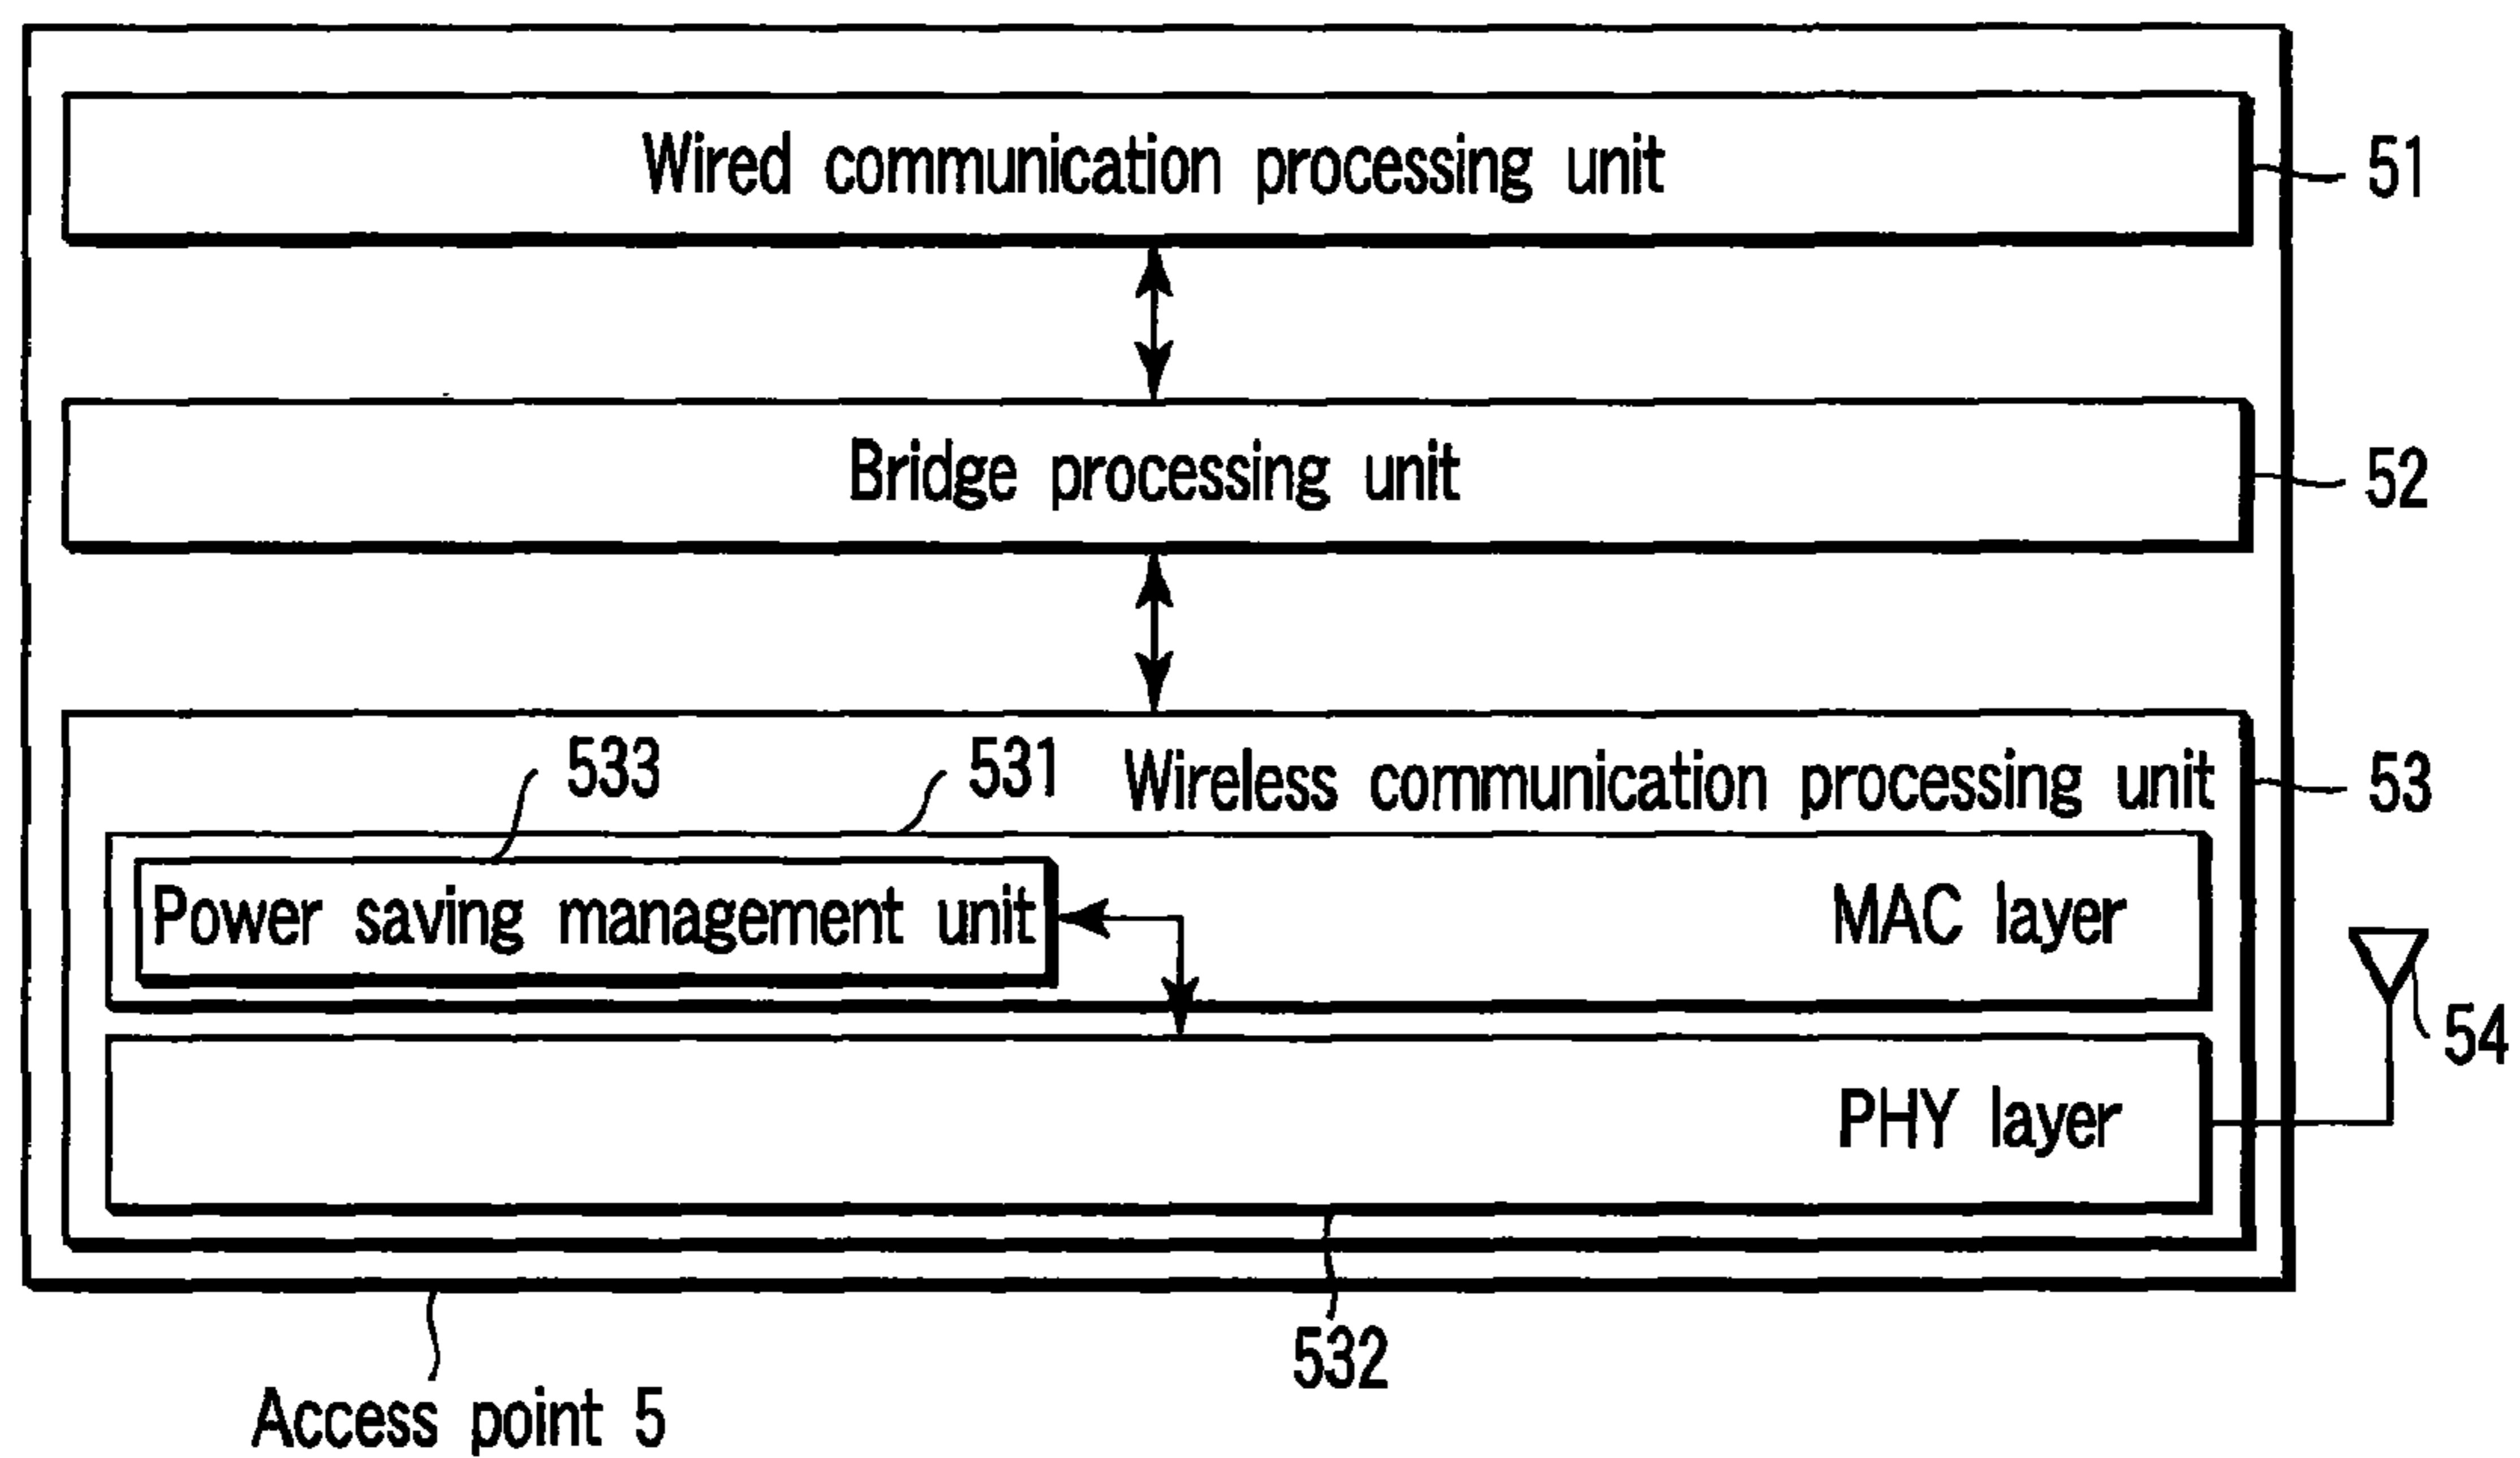 Wired communication processing unit
51
Bridge processing unit
52
533
531
Wireless communication processing unit
53
Power saving management unit
MAC layer
54
PHY layer
532
Access point 5